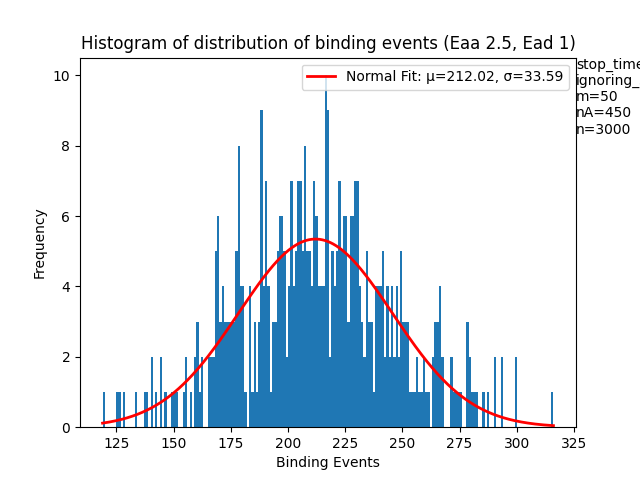 Histogram of distribution of binding events (Eaa 2.5, Ead 1)
Normal Fit: μ=212.02, σ=33.59
m=50
nA=450
n=3000
10
8
6
4
2
0
Frequency
125 150 175 200 225 250 275 300 325
Binding Events